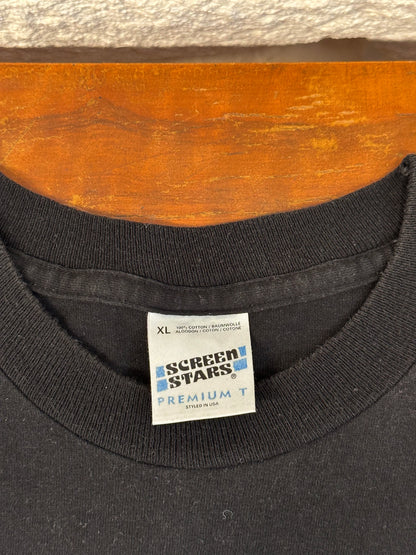 XL 100% COTTON / BAUMWOLLE
ALGODON / COTON / COTONE
SCREEN
STARS®
PREMIUM T
STYLED IN USA